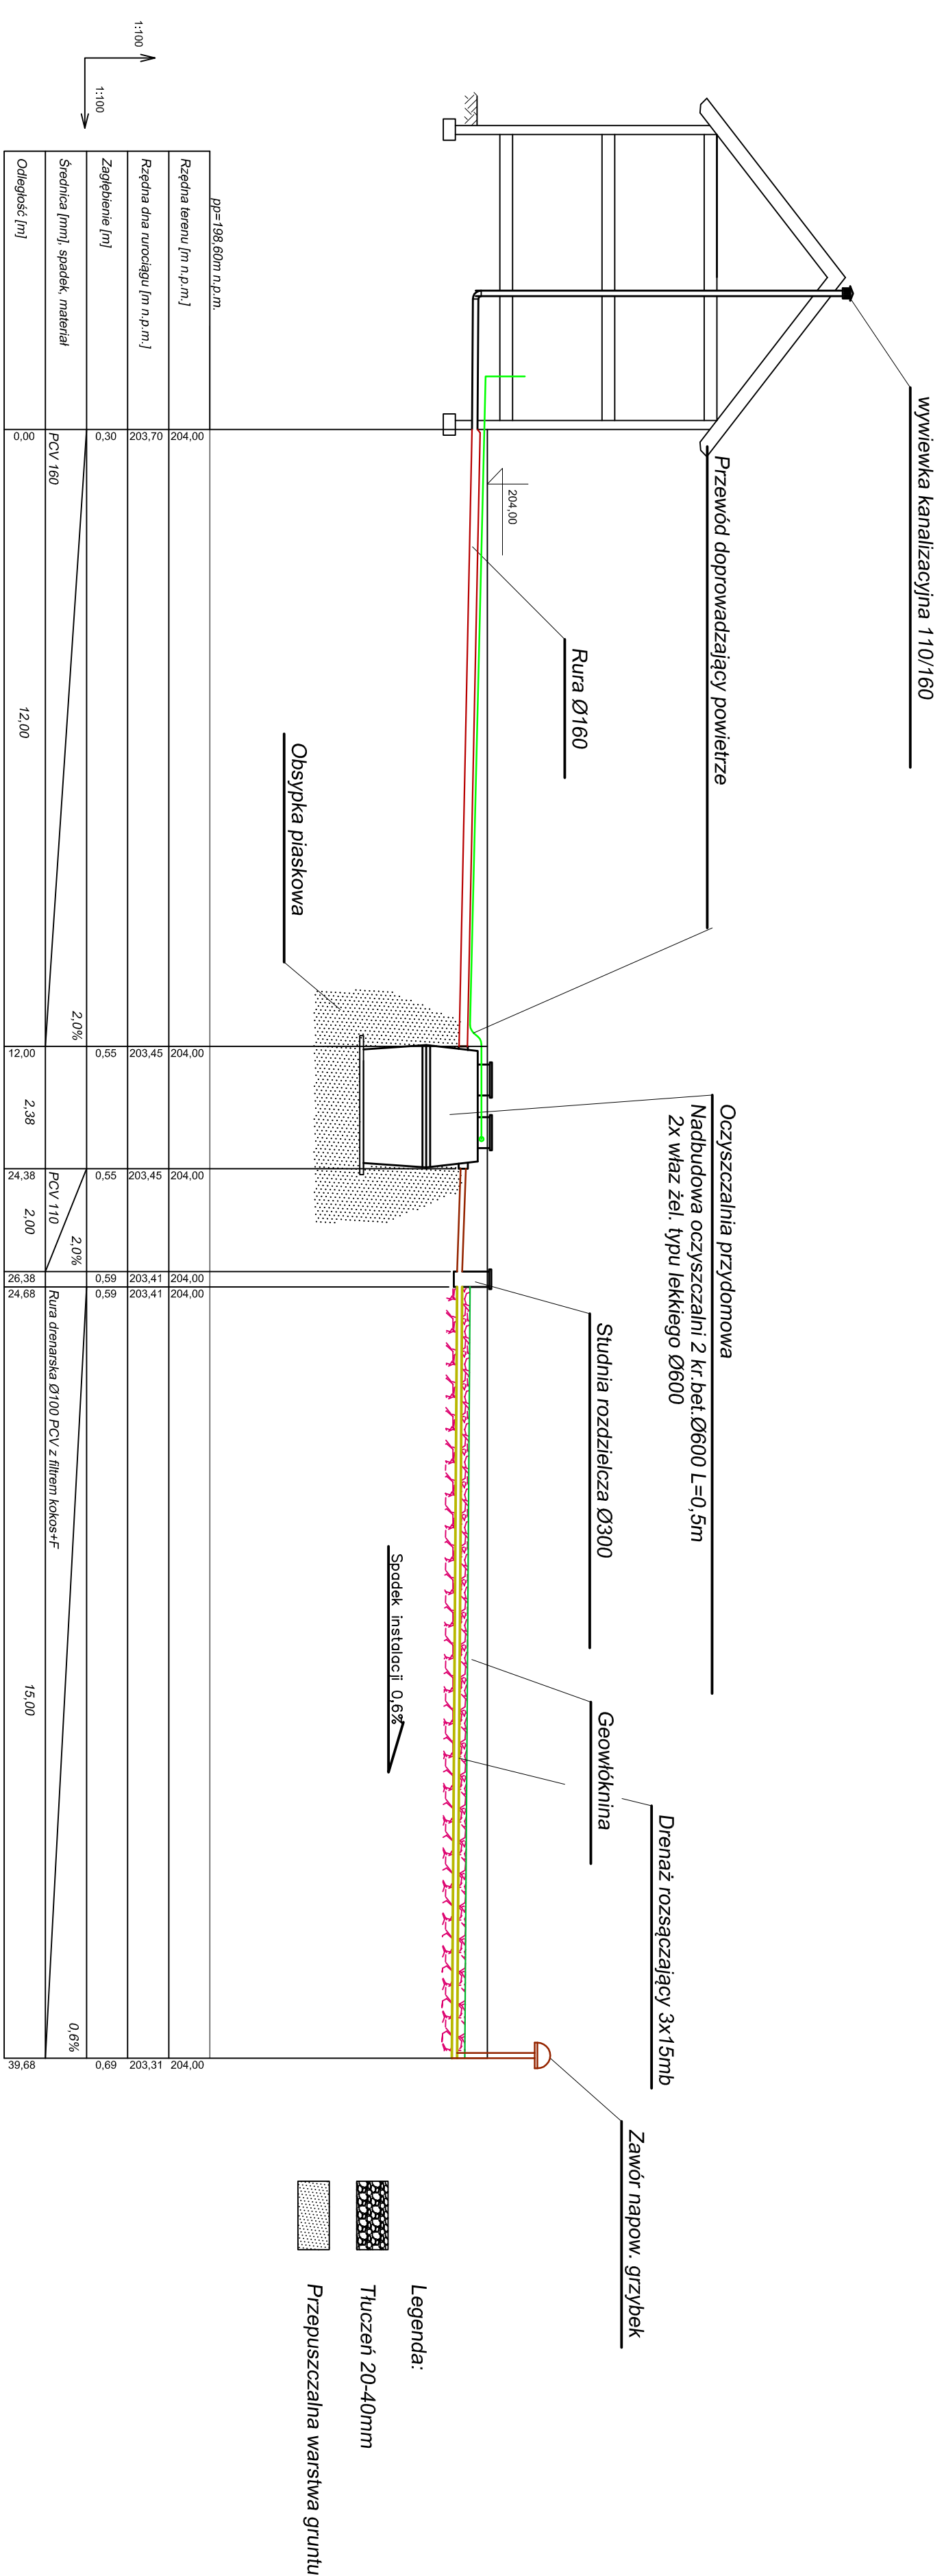 wywiewka kanalizacyjna 110/160
Przewód doprowadzający powietrze
Rura Ø160
204,00
Obsypka piaskowa
Oczyszczalnia przydomowa
Nadbudowa oczyszczalni 2 kr.bet.Ø600 L=0,5m
2x właz żel. typu lekkiego Ø600
Studnia rozdzielcza Ø300
Geowłóknina
Drenaż rozsączający 3x15mb
Zawór napow. grzybek
Spadek instalacji 0,6%
Legenda:
Tłuczeń 20-40mm
Przepuszczalna warstwa gruntu
1:100
1:100
pp=198,60m n.p.m.
Rzędna terenu [m n.p.m.] 204,00 204,00 204,00 204,00 204,00 204,00
Rzędna dna rurociągu [m n.p.m.] 203,70 203,45 203,45 203,41 203,41 203,31
Zagłębienie [m] 0,30 0,55 0,55 0,59 0,59 0,69
Średnica [mm], spadek, materiał PCV 160 2,0% PCV 110 2,0% Rura drenarska Ø100 PCV z filtrem kokos+F 0,6%
Odległość [m] 0,00 12,00 12,00 2,38 24,38 2,00 26,38 24,68 15,00 39,68